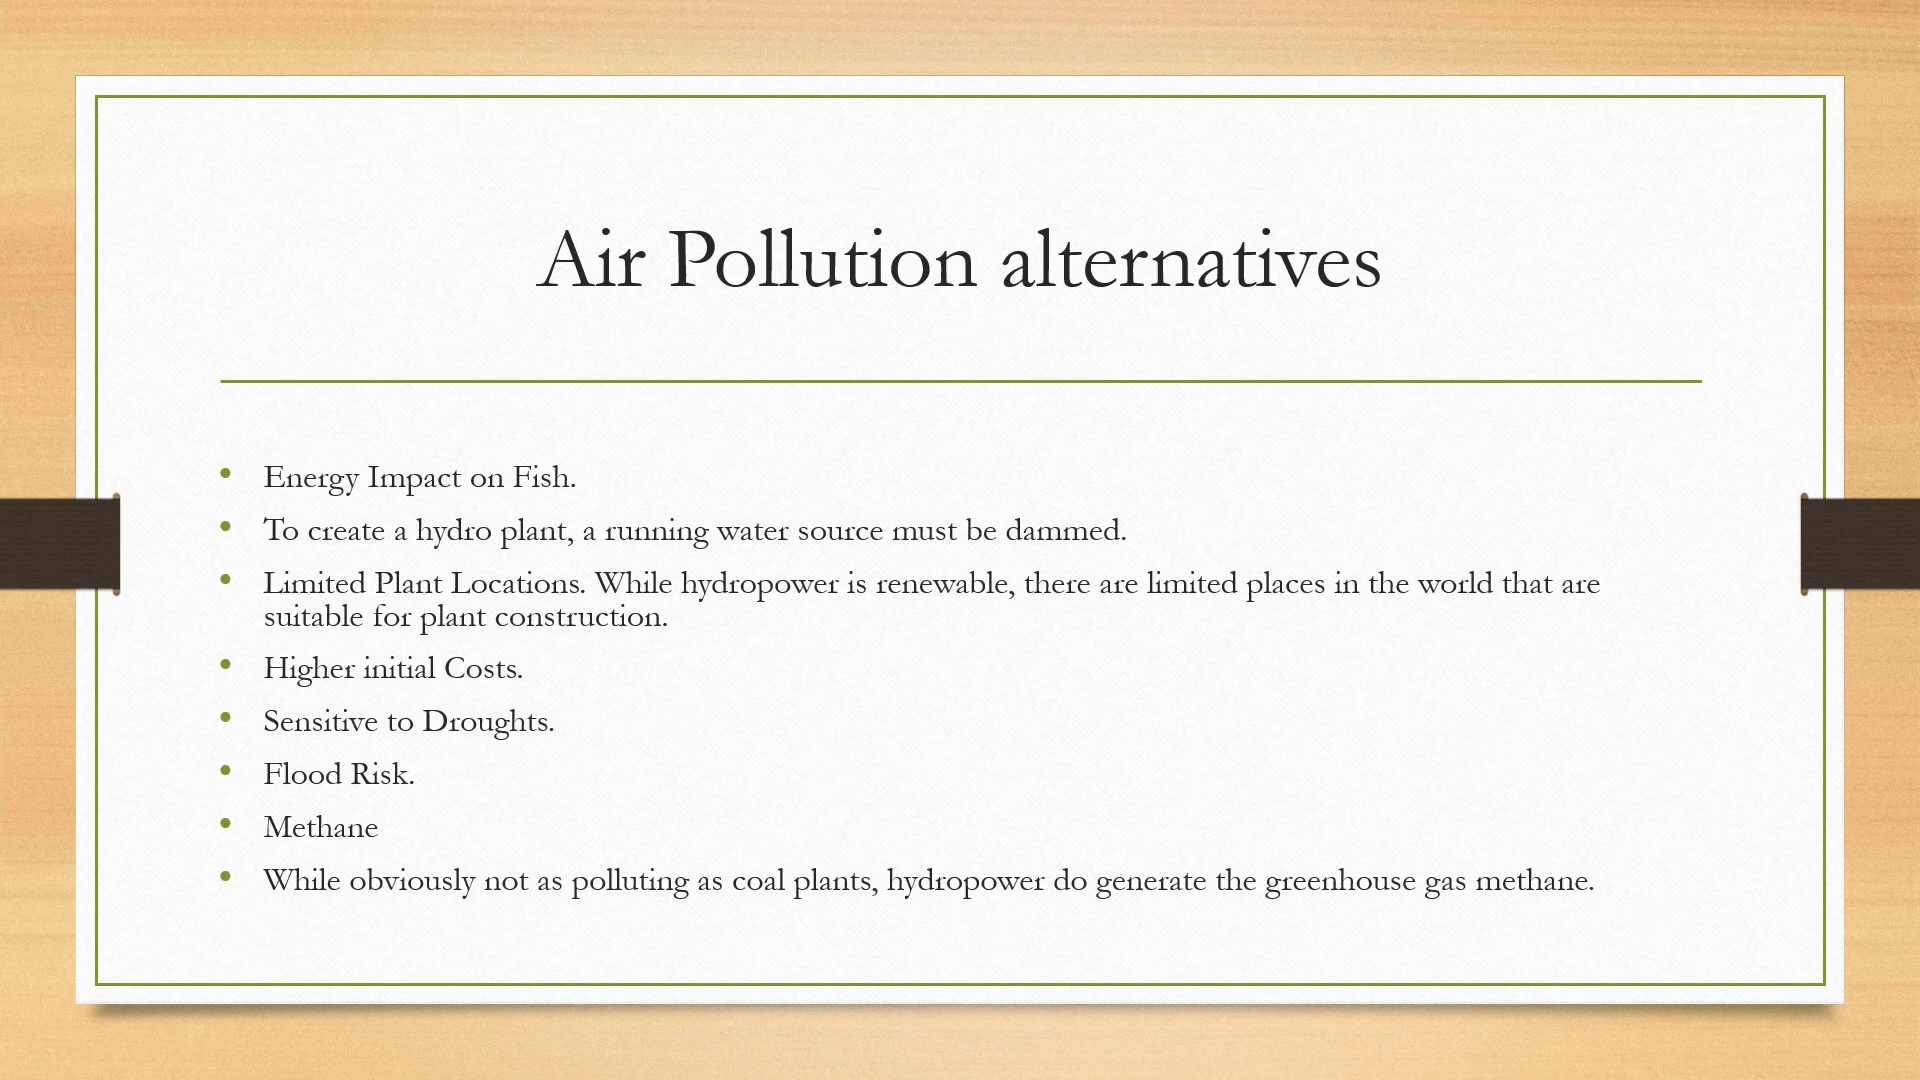 Air Pollution alternatives
• Energy Impact on Fish.
• To create a hydro plant, a running water source must be dammed.
• Limited Plant Locations. While hydropower is renewable, there are limited places in the world that are
suitable for plant construction.
• Higher initial Costs.
• Sensitive to Droughts.
• Flood Risk.
• Methane
• While obviously not as polluting as coal plants, hydropower do generate the greenhouse gas methane.